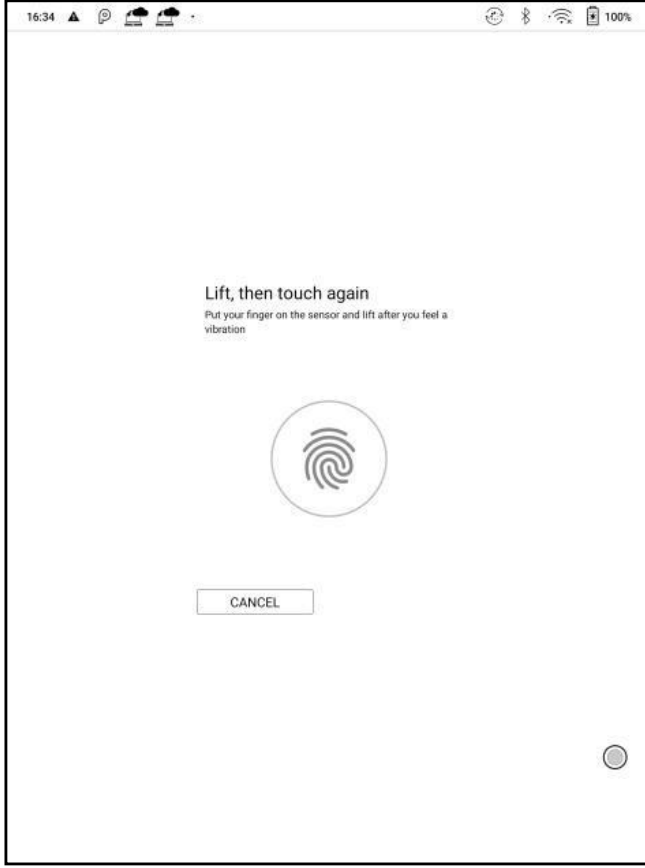 16:34 100%
Lift, then touch again
Put your finger on the sensor and lift after you feel a
vibration
CANCEL